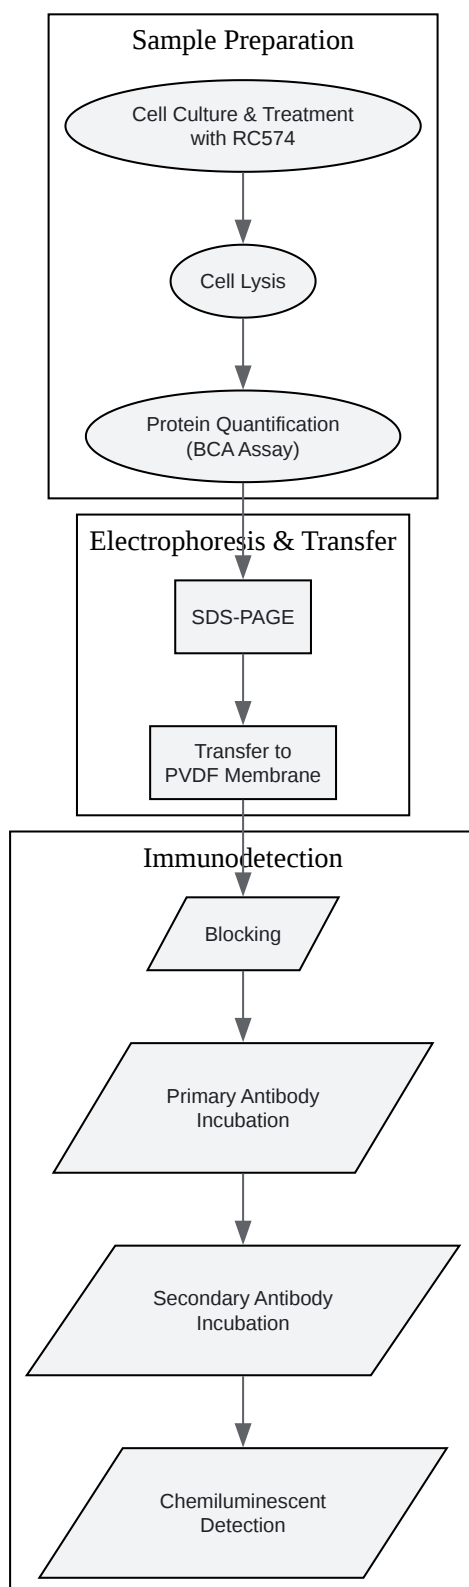 Sample Preparation
Cell Culture & Treatment
with RC574
Cell Lysis
Protein Quantification
(BCA Assay)
Electrophoresis & Transfer
SDS-PAGE
Transfer to
PVDF Membrane
Immunodetection
Blocking
Primary Antibody
Incubation
Secondary Antibody
Incubation
Chemiluminescent
Detection